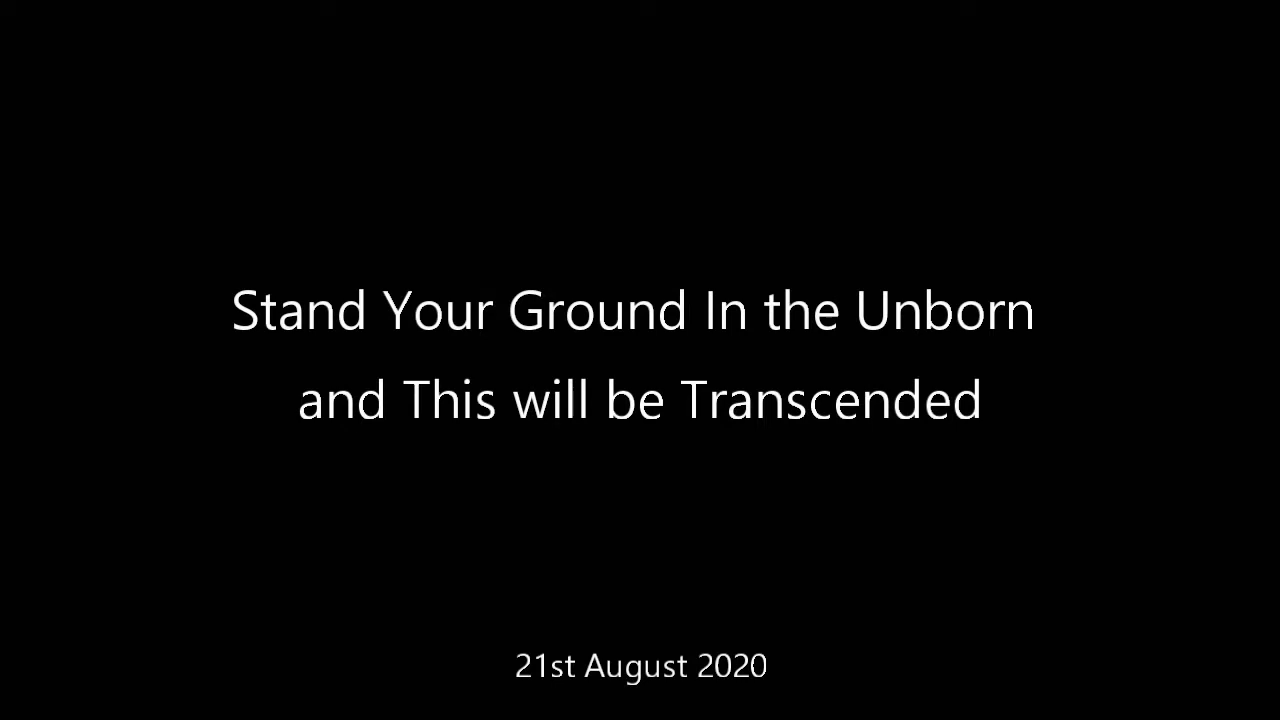 Stand Your Ground In the Unborn
and This will be Transcended
21st August 2020